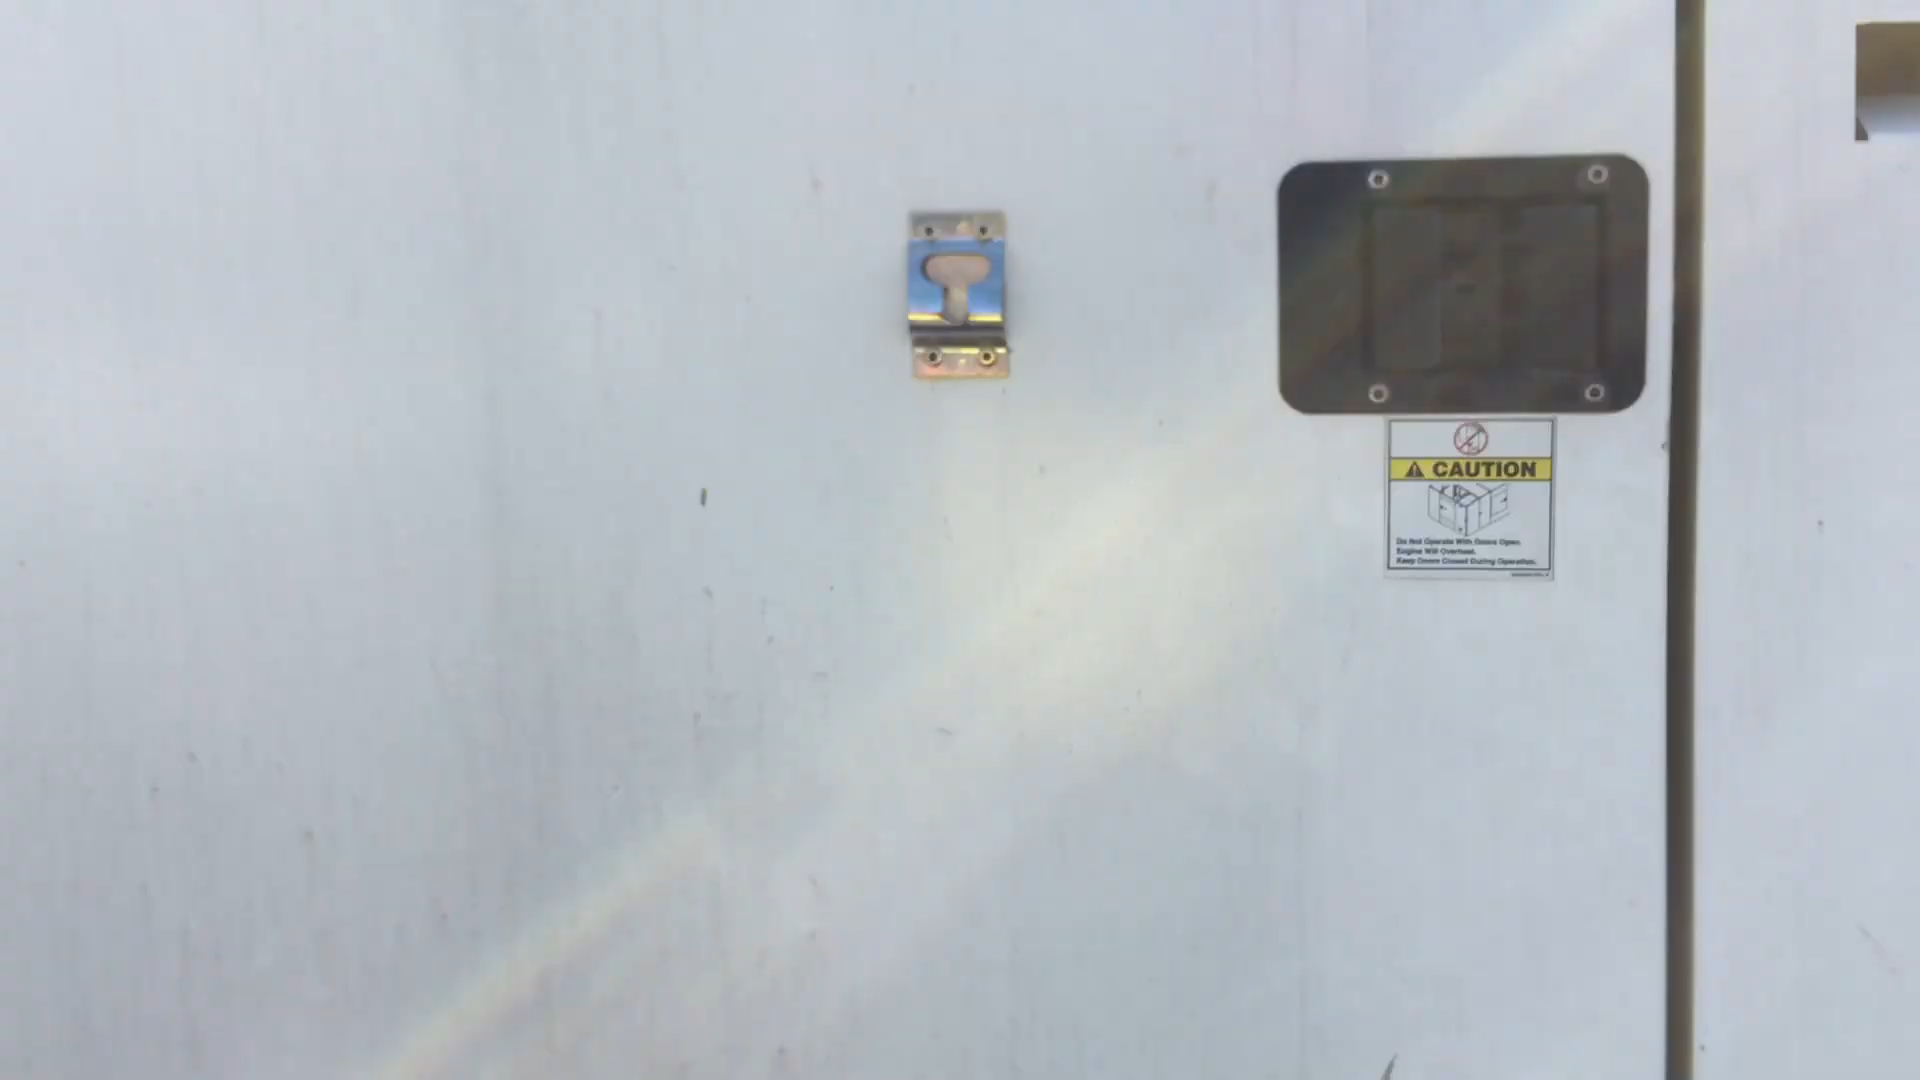 CAUTION
Do Not Operate With Doors Open.
Engine Will Overheat.
Keep Doors Closed During Operation.